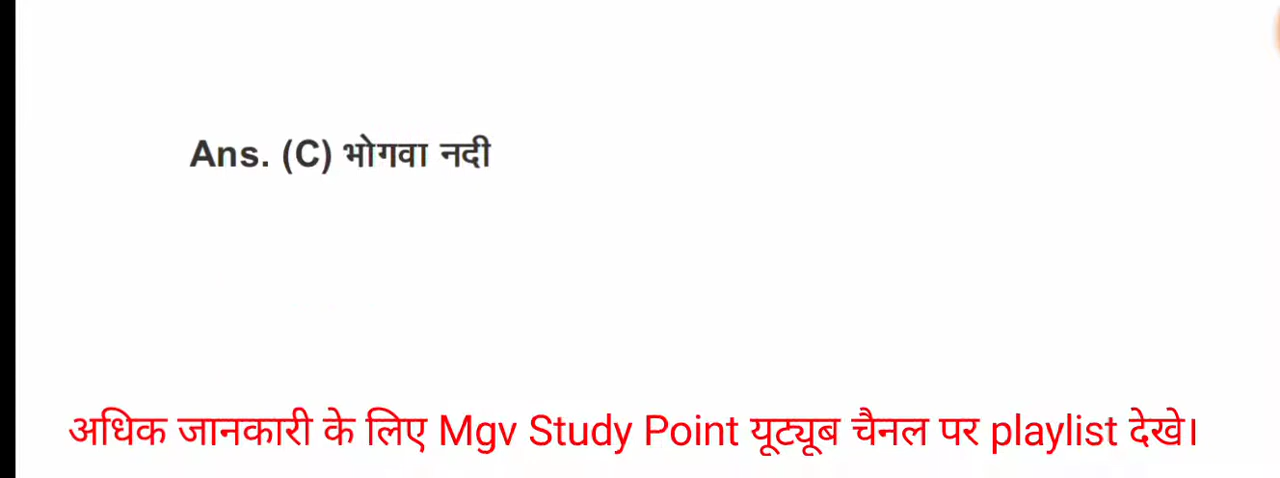 Ans. (C) भोगवा नदी
अधिक जानकारी के लिए Mgv Study Point यूट्यूब चैनल पर playlist देखे।